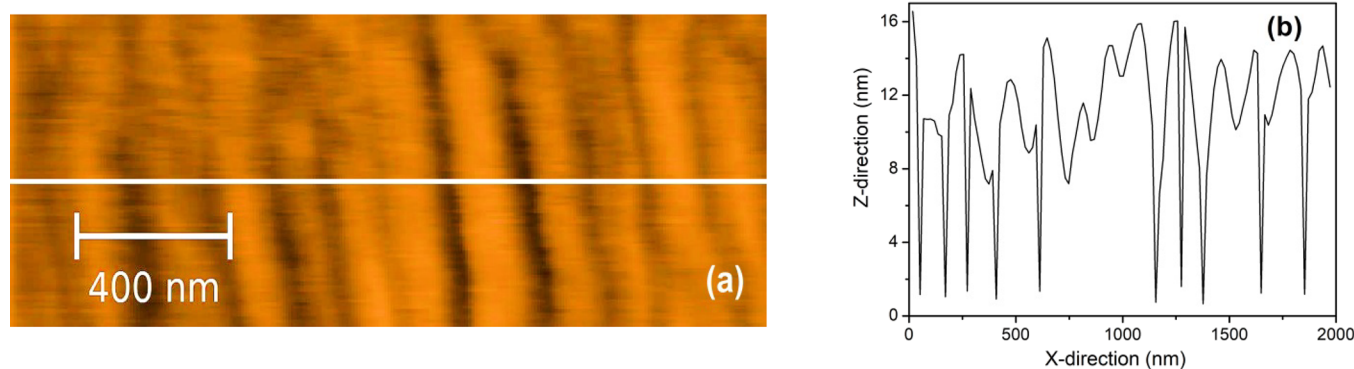 400 nm
(a)
(b)
Z-direction (nm)
16
12
8
4
0
0 500 1000 1500 2000
X-direction (nm)